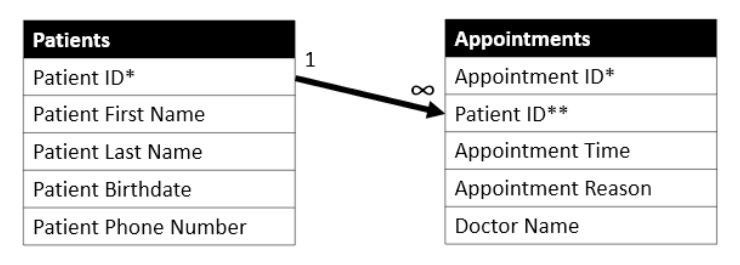 Patients
Patient ID*
Patient First Name
Patient Last Name
Patient Birthdate
Patient Phone Number
1
∞
Appointments
Appointment ID*
Patient ID**
Appointment Time
Appointment Reason
Doctor Name